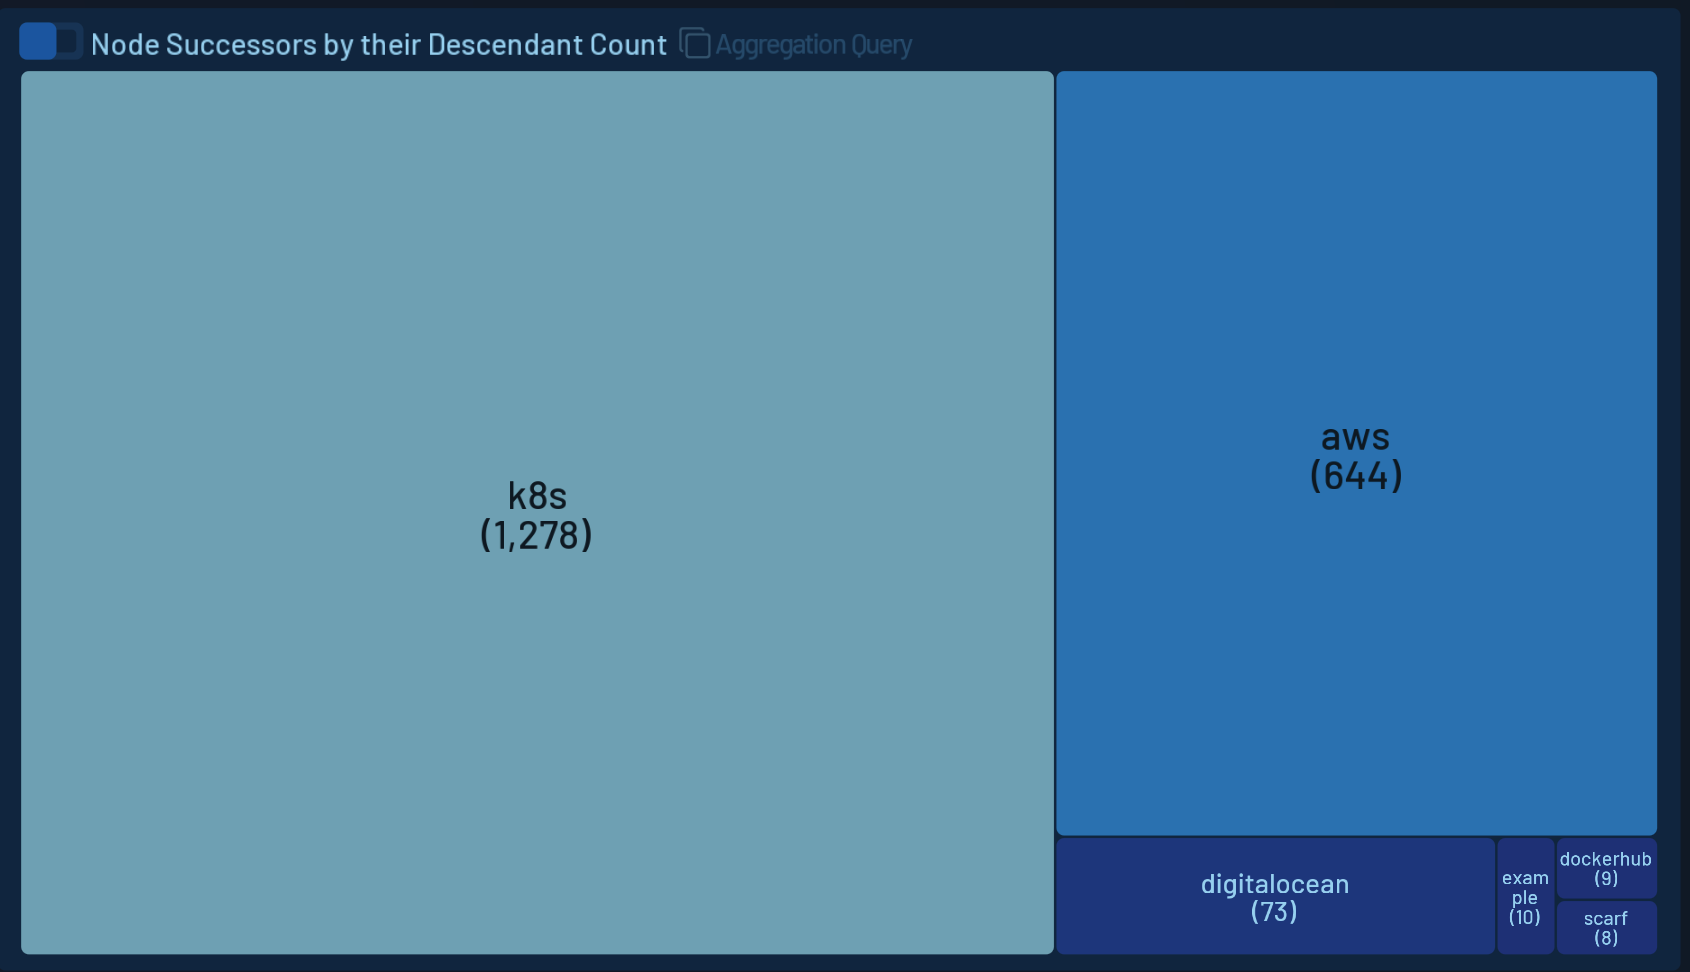 Node Successors by their Descendant Count
Aggregation Query
k8s
(1,278)
aws
(644)
digitalocean
(73)
exam
ple
(10)
dockerhub
(9)
scarf
(8)